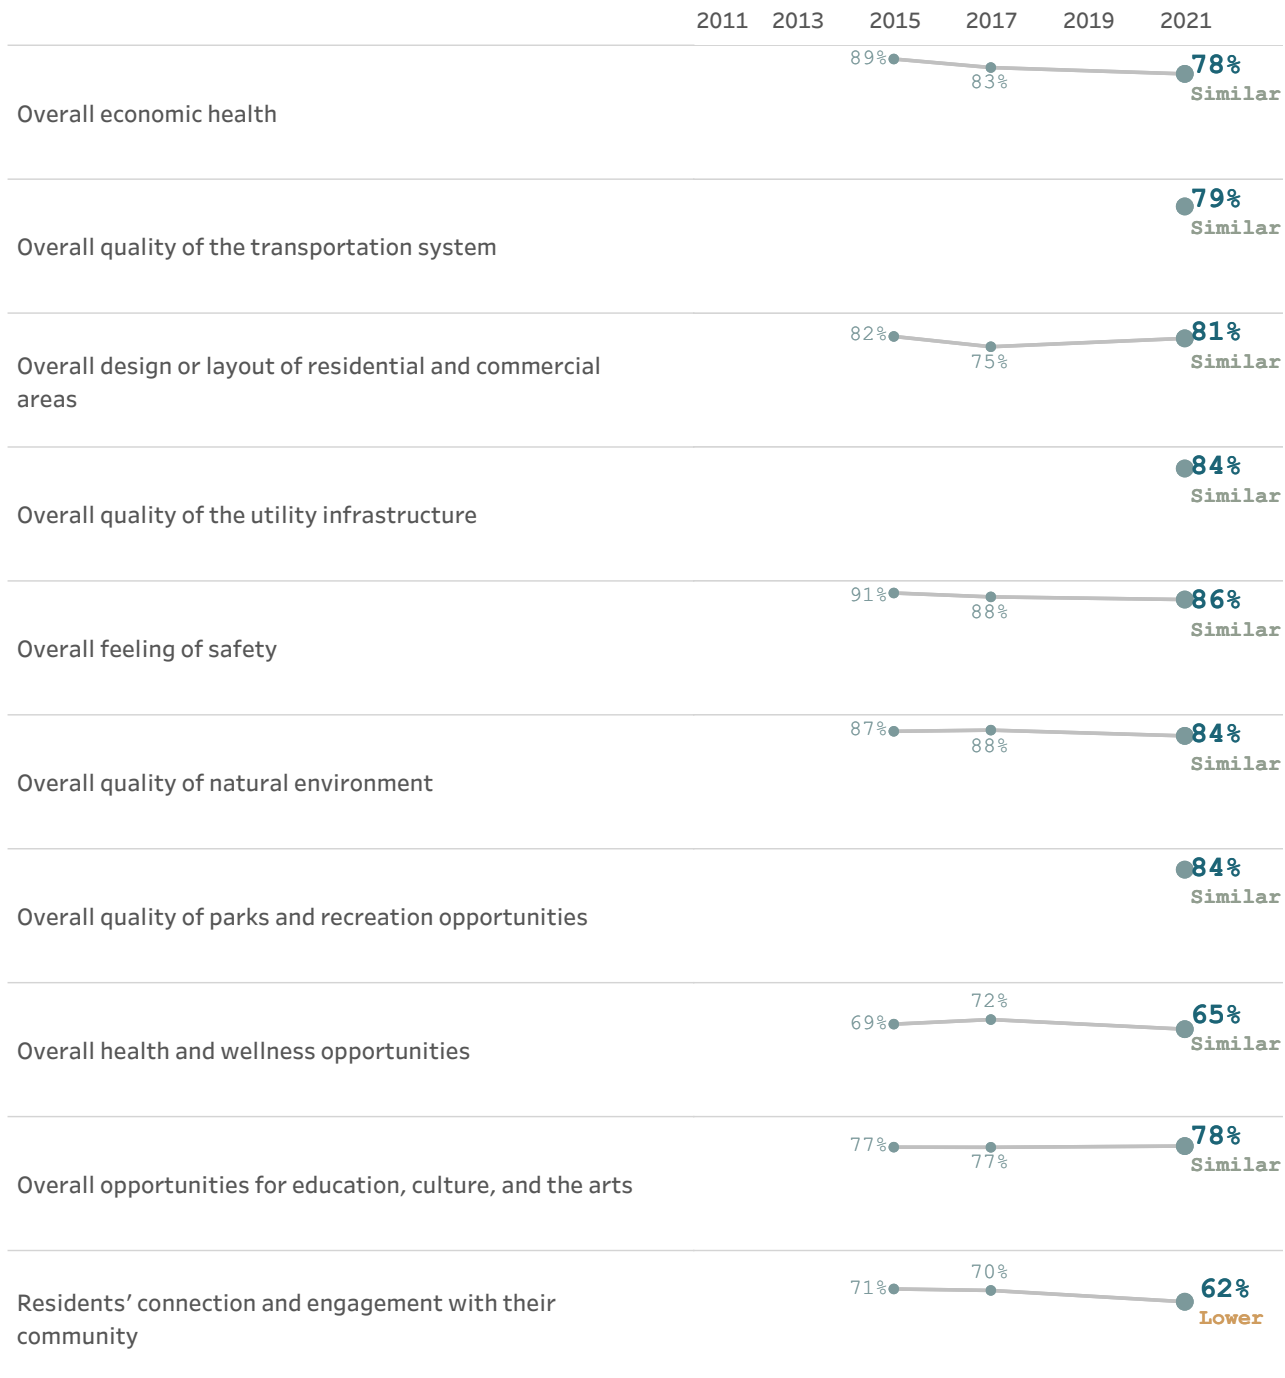 2011 2013 2015 2017 2019 2021
89% 83% 78%
Similar
Overall economic health
79%
Similar
Overall quality of the transportation system
82% 75% 81%
Similar
Overall design or layout of residential and commercial
areas
84%
Similar
Overall quality of the utility infrastructure
91% 88% 86%
Similar
Overall feeling of safety
87% 88% 84%
Similar
Overall quality of natural environment
84%
Similar
Overall quality of parks and recreation opportunities
69% 72% 65%
Similar
Overall health and wellness opportunities
77% 77% 78%
Similar
Overall opportunities for education, culture, and the arts
71% 70% 62%
Lower
Residents’ connection and engagement with their
community